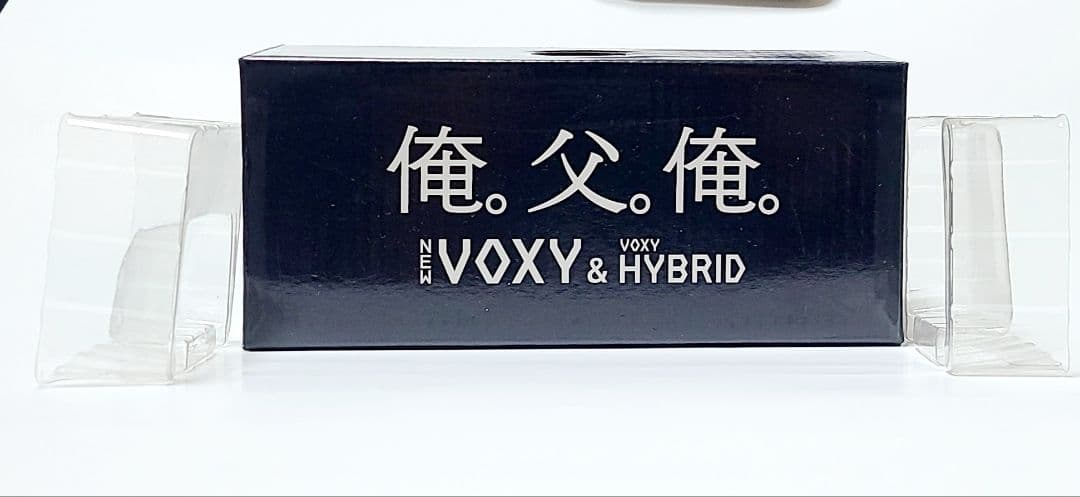 俺。父。俺。
NEW VOXY & VOXY HYBRID